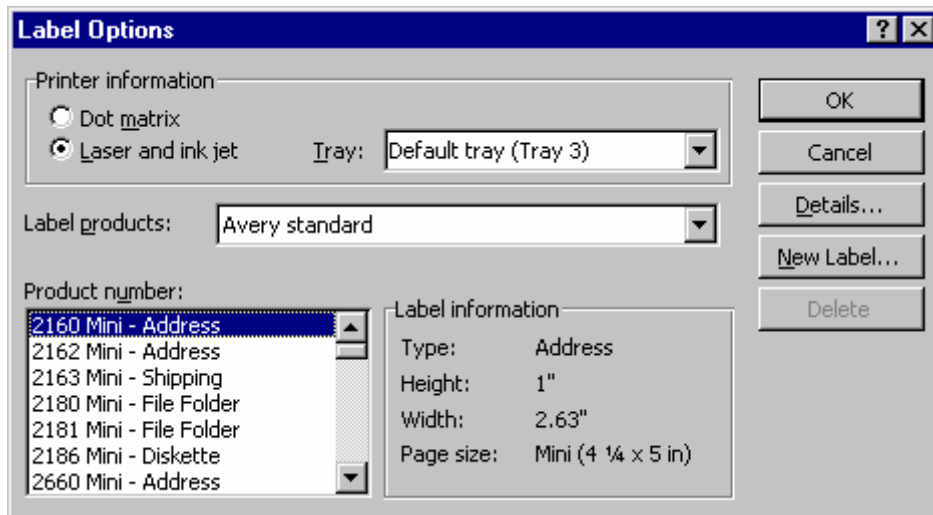 Label Options
Printer information
Dot matrix
Laser and ink jet
Tray: Default tray (Tray 3)
Label products: Avery standard
Product number:
2160 Mini - Address
2162 Mini - Address
2163 Mini - Shipping
2180 Mini - File Folder
2181 Mini - File Folder
2186 Mini - Diskette
2660 Mini - Address
Label information
Type: Address
Height: 1"
Width: 2.63"
Page size: Mini (4 ¼ x 5 in)
OK
Cancel
Details...
New Label...
Delete